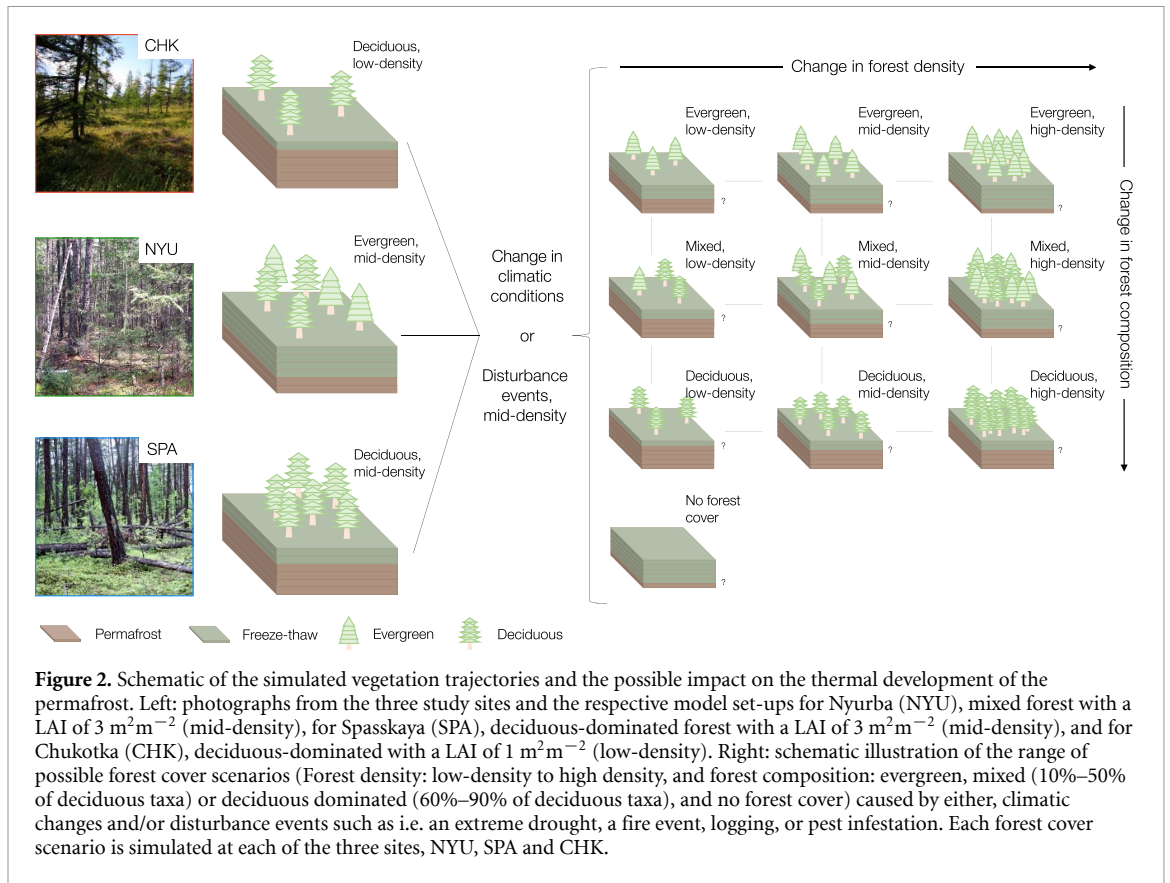 CHK
Deciduous,
low-density
NYU
Evergreen,
mid-density
SPA
Deciduous,
mid-density
Change in
climatic
conditions
or
Disturbance
events,
mid-density
Change in forest density
Change in forest composition
Evergreen,
low-density
?
Evergreen,
mid-density
?
Evergreen,
high-density
?
Mixed,
low-density
?
Mixed,
mid-density
?
Mixed,
high-density
?
Deciduous,
low-density
?
Deciduous,
mid-density
?
Deciduous,
high-density
?
No forest
cover
?
Permafrost
Freeze-thaw
Evergreen
Deciduous
Figure 2. Schematic of the simulated vegetation trajectories and the possible impact on the thermal development of the
permafrost. Left: photographs from the three study sites and the respective model set-ups for Nyurba (NYU), mixed forest with a
LAI of 3 m²m⁻² (mid-density), for Spasskaya (SPA), deciduous-dominated forest with a LAI of 3 m²m⁻² (mid-density), and for
Chukotka (CHK), deciduous-dominated with a LAI of 1 m²m⁻² (low-density). Right: schematic illustration of the range of
possible forest cover scenarios (Forest density: low-density to high density, and forest composition: evergreen, mixed (10%–50%
of deciduous taxa) or deciduous dominated (60%–90% of deciduous taxa), and no forest cover) caused by either, climatic
changes and/or disturbance events such as i.e. an extreme drought, a fire event, logging, or pest infestation. Each forest cover
scenario is simulated at each of the three sites, NYU, SPA and CHK.